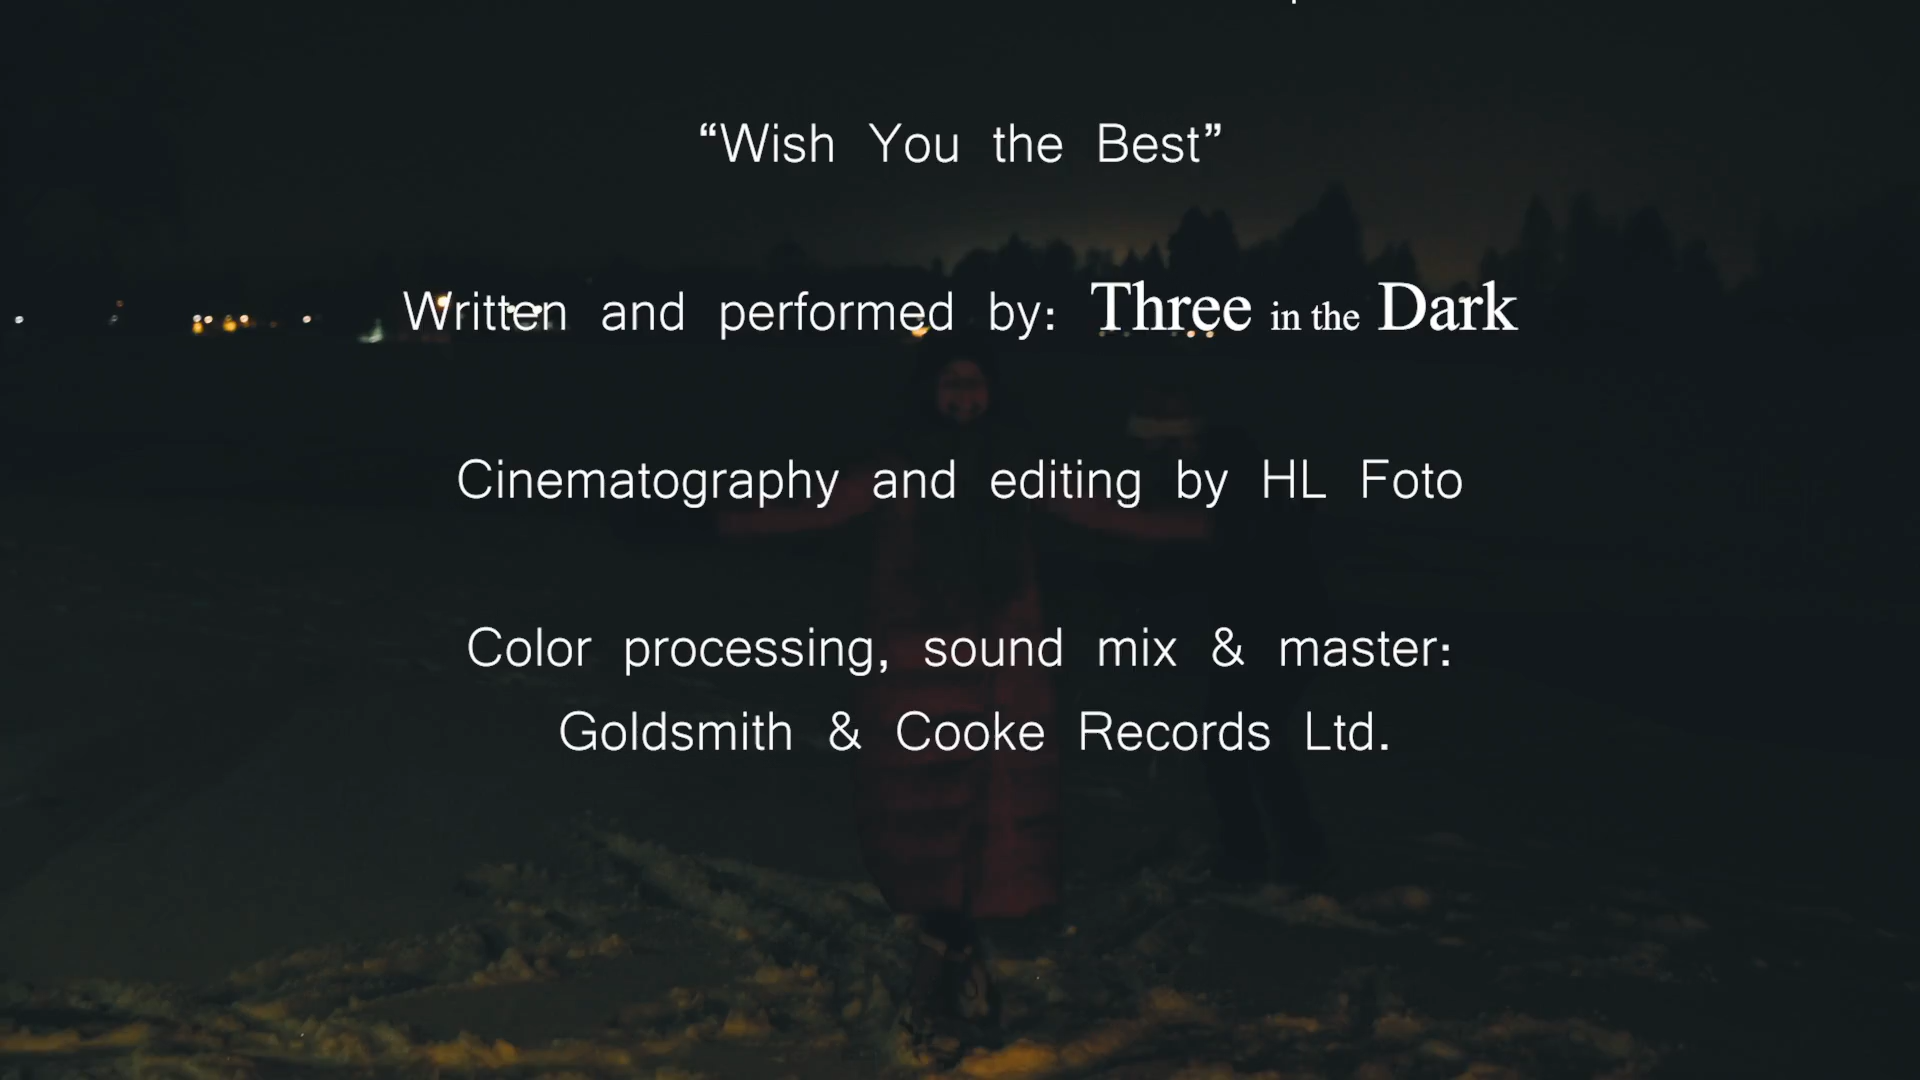 “Wish You the Best”
Written and performed by: Three in the Dark
Cinematography and editing by HL Foto
Color processing, sound mix & master:
Goldsmith & Cooke Records Ltd.